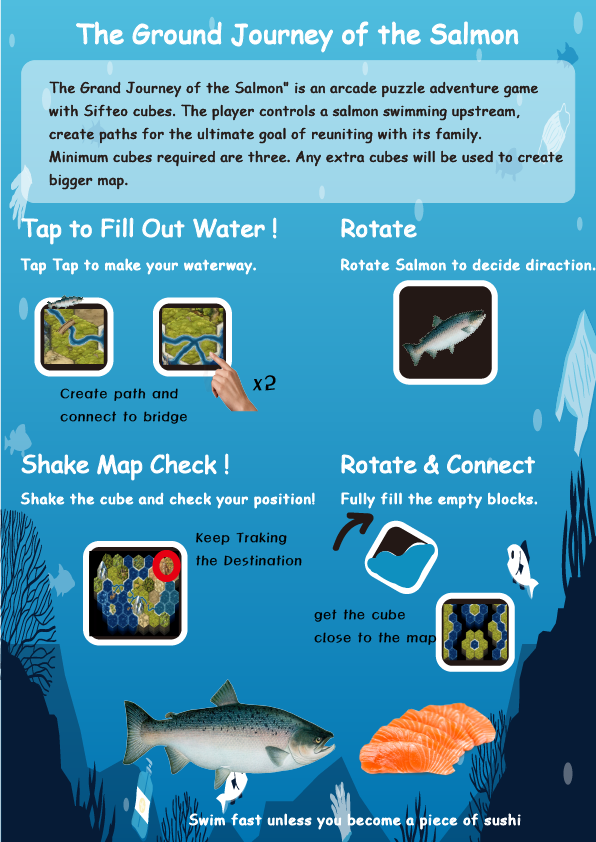 The Ground Journey of the Salmon
The Grand Journey of the Salmon" is an arcade puzzle adventure game
with Sifteo cubes. The player controls a salmon swimming upstream,
create paths for the ultimate goal of reuniting with its family.
Minimum cubes required are three. Any extra cubes will be used to create
bigger map.
Tap to Fill Out Water !
Tap Tap to make your waterway.
x2
Create path and
connect to bridge
Rotate
Rotate Salmon to decide diraction.
Shake Map Check !
Shake the cube and check your position!
Keep Traking
the Destination
Rotate & Connect
Fully fill the empty blocks.
get the cube
close to the map
Swim fast unless you become a piece of sushi